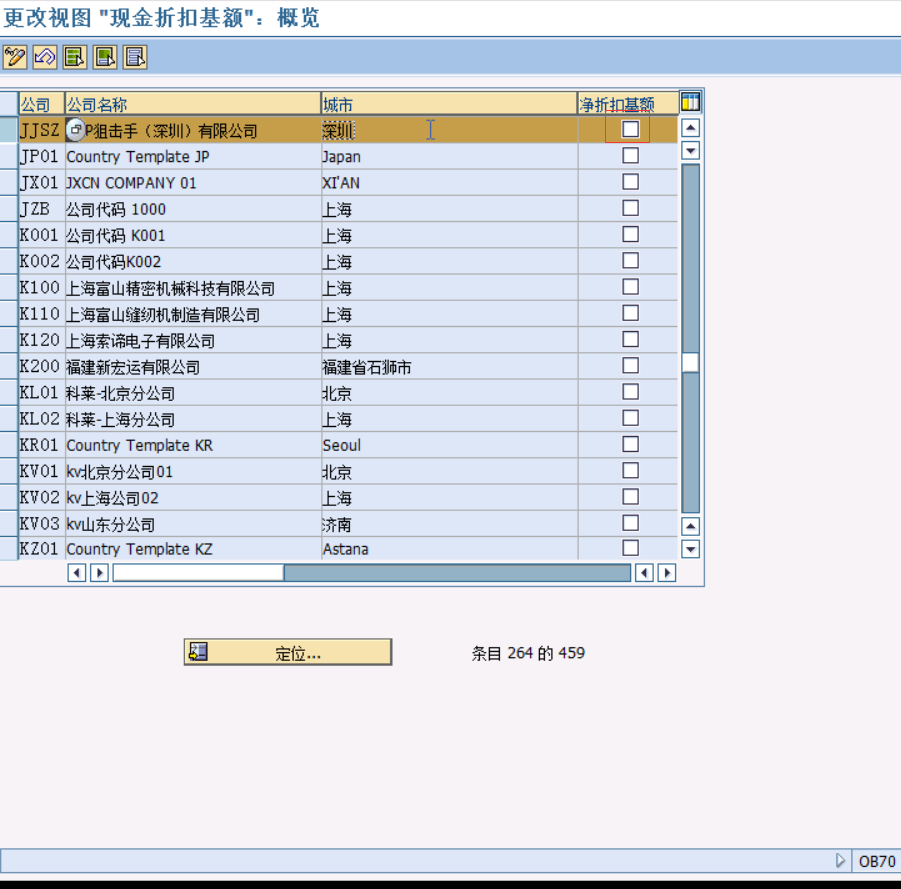 更改视图 "现金折扣基额"：概览
公司 公司名称 城市 净折扣基额
JJSZ P狙击手（深圳）有限公司 深圳
JP01 Country Template JP Japan
JX01 JXCN COMPANY 01 XI'AN
JZB 公司代码 1000 上海
K001 公司代码 K001 上海
K002 公司代码K002 上海
K100 上海富山精密机械科技有限公司 上海
K110 上海富山缝纫机制造有限公司 上海
K120 上海索谛电子有限公司 上海
K200 福建新宏运有限公司 福建省石狮市
KL01 科莱-北京分公司 北京
KL02 科莱-上海分公司 上海
KR01 Country Template KR Seoul
KV01 kv北京分公司01 北京
KV02 kv上海公司02 上海
KV03 kv山东分公司 济南
KZ01 Country Template KZ Astana
定位... 条目 264 的 459
OB70